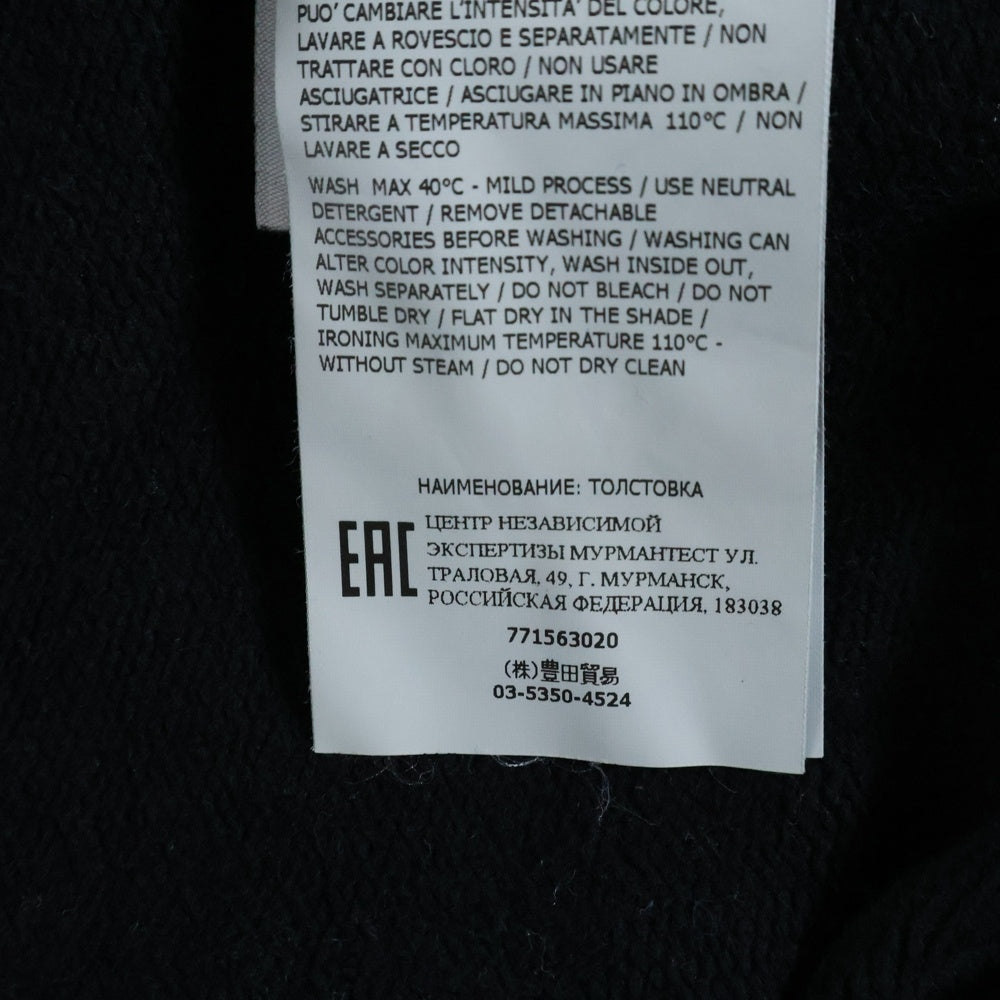 PUO' CAMBIARE L'INTENSITA' DEL COLORE,
LAVARE A ROVESCIO E SEPARATAMENTE / NON
TRATTARE CON CLORO / NON USARE
ASCIUGATRICE / ASCIUGARE IN PIANO IN OMBRA /
STIRARE A TEMPERATURA MASSIMA 110°C / NON
LAVARE A SECCO
WASH MAX 40°C - MILD PROCESS / USE NEUTRAL
DETERGENT / REMOVE DETACHABLE
ACCESSORIES BEFORE WASHING / WASHING CAN
ALTER COLOR INTENSITY, WASH INSIDE OUT,
WASH SEPARATELY / DO NOT BLEACH / DO NOT
TUMBLE DRY / FLAT DRY IN THE SHADE /
IRONING MAXIMUM TEMPERATURE 110°C -
WITHOUT STEAM / DO NOT DRY CLEAN
НАИМЕНОВАНИЕ: ТОЛСТОВКА
EAC
ЦЕНТР НЕЗАВИСИМОЙ
ЭКСПЕРТИЗЫ МУРМАНТЕСТ УЛ.
ТРАЛОВАЯ, 49, Г. МУРМАНСК,
РОССИЙСКАЯ ФЕДЕРАЦИЯ, 183038
771563020
(株)豊田貿易
03-5350-4524